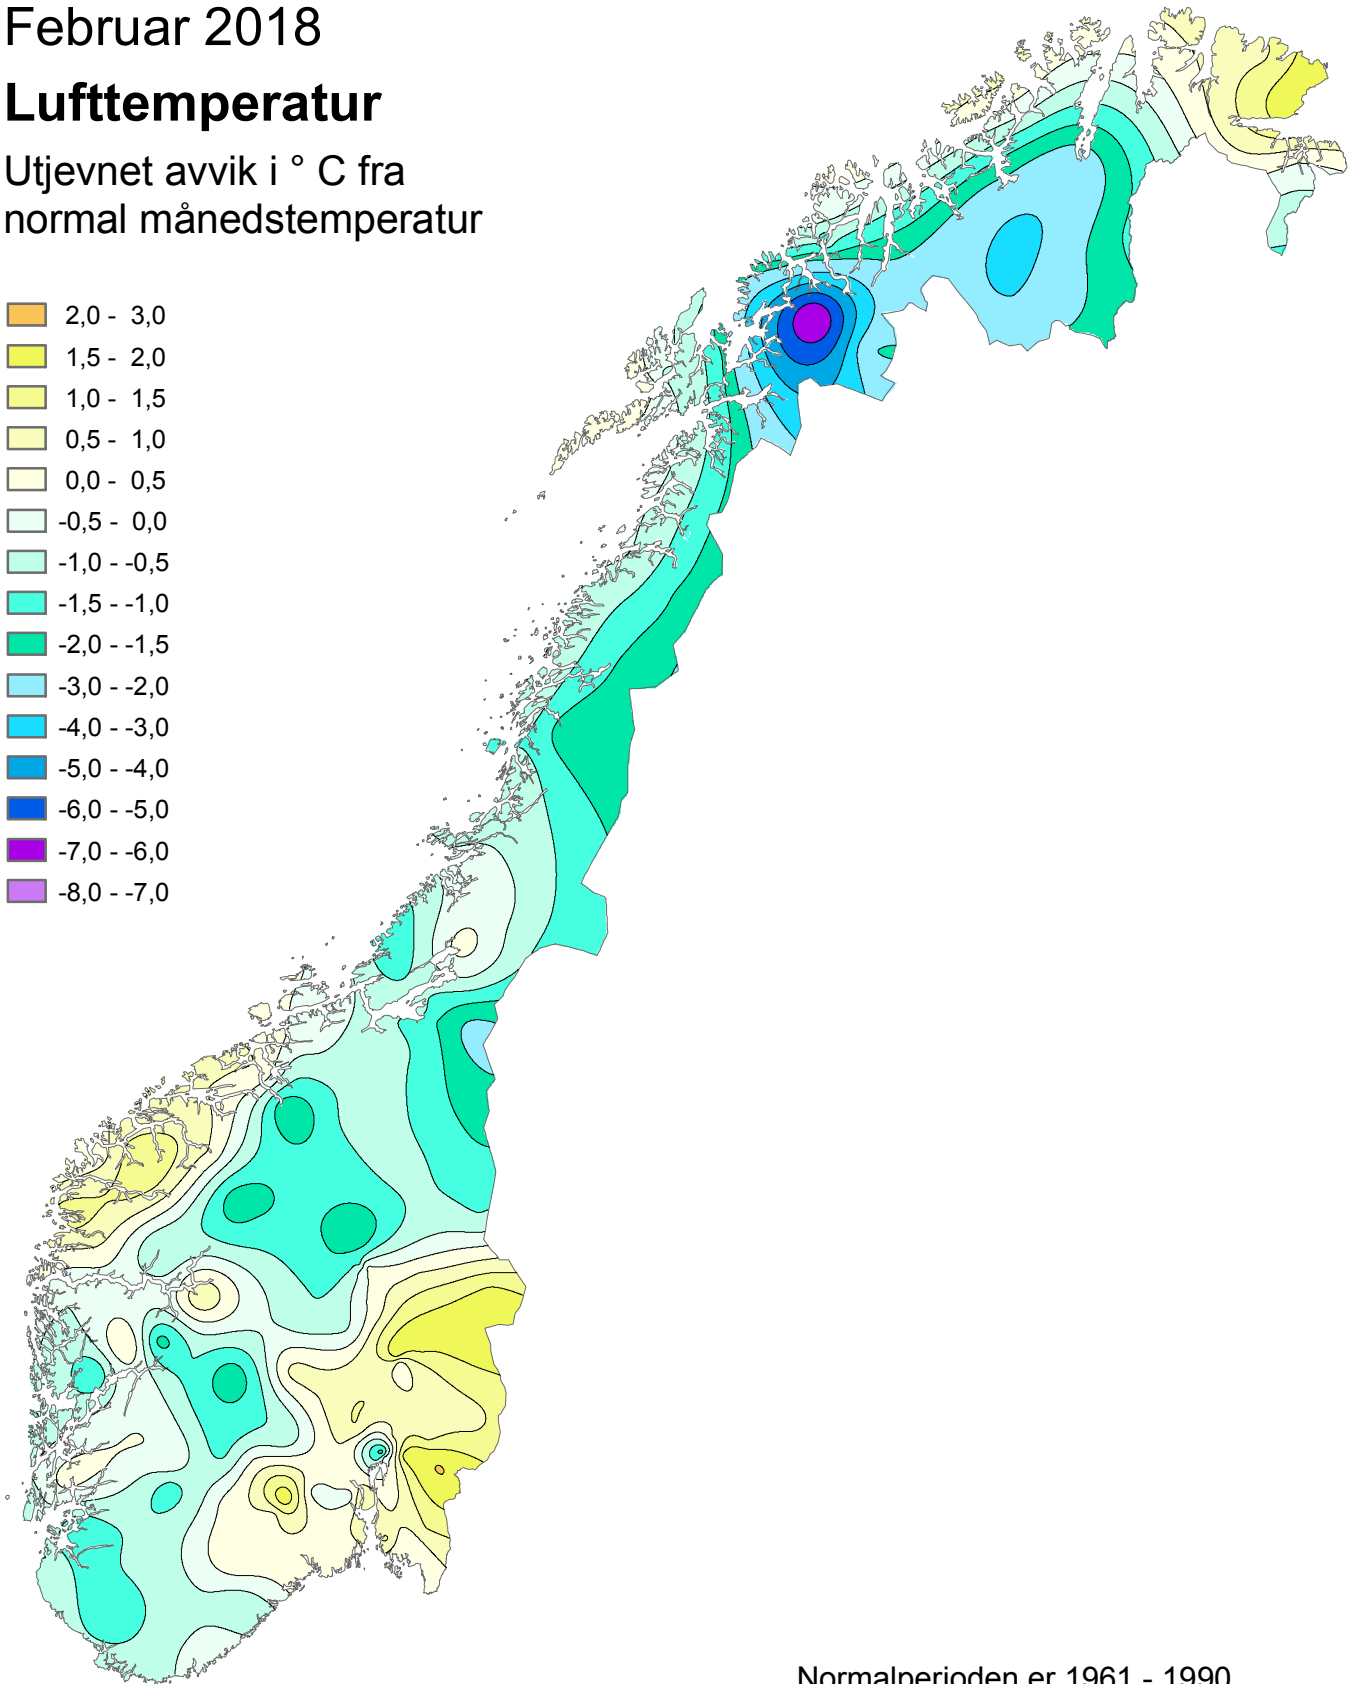 Februar 2018
Lufttemperatur
Utjevnet avvik i ° C fra
normal månedstemperatur
2,0 - 3,0
1,5 - 2,0
1,0 - 1,5
0,5 - 1,0
0,0 - 0,5
-0,5 - 0,0
-1,0 - -0,5
-1,5 - -1,0
-2,0 - -1,5
-3,0 - -2,0
-4,0 - -3,0
-5,0 - -4,0
-6,0 - -5,0
-7,0 - -6,0
-8,0 - -7,0
Normalperioden er 1961 - 1990